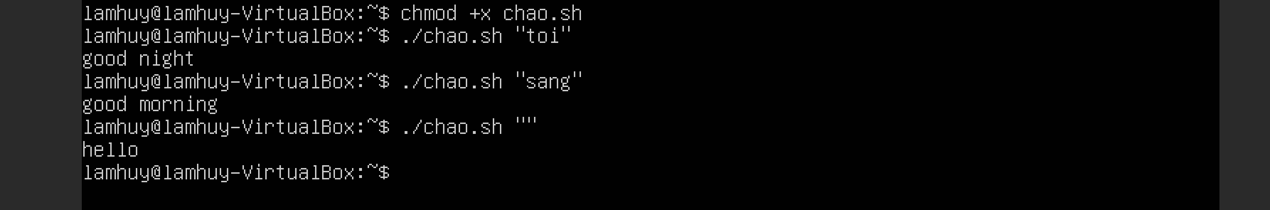 lamhuy@lamhuy-VirtualBox:~$ chmod +x chao.sh
lamhuy@lamhuy-VirtualBox:~$ ./chao.sh "toi"
good night
lamhuy@lamhuy-VirtualBox:~$ ./chao.sh "sang"
good morning
lamhuy@lamhuy-VirtualBox:~$ ./chao.sh ""
hello
lamhuy@lamhuy-VirtualBox:~$